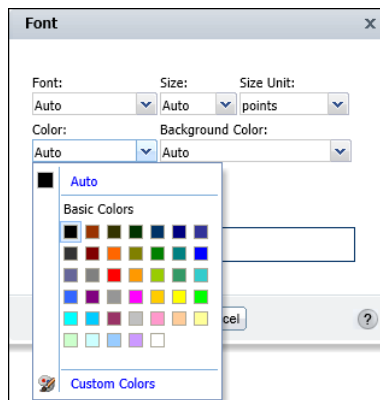 Font x
Font: Size: Size Unit:
Auto Auto points
Color: Background Color:
Auto Auto
Auto
Basic Colors
cel ?
Custom Colors